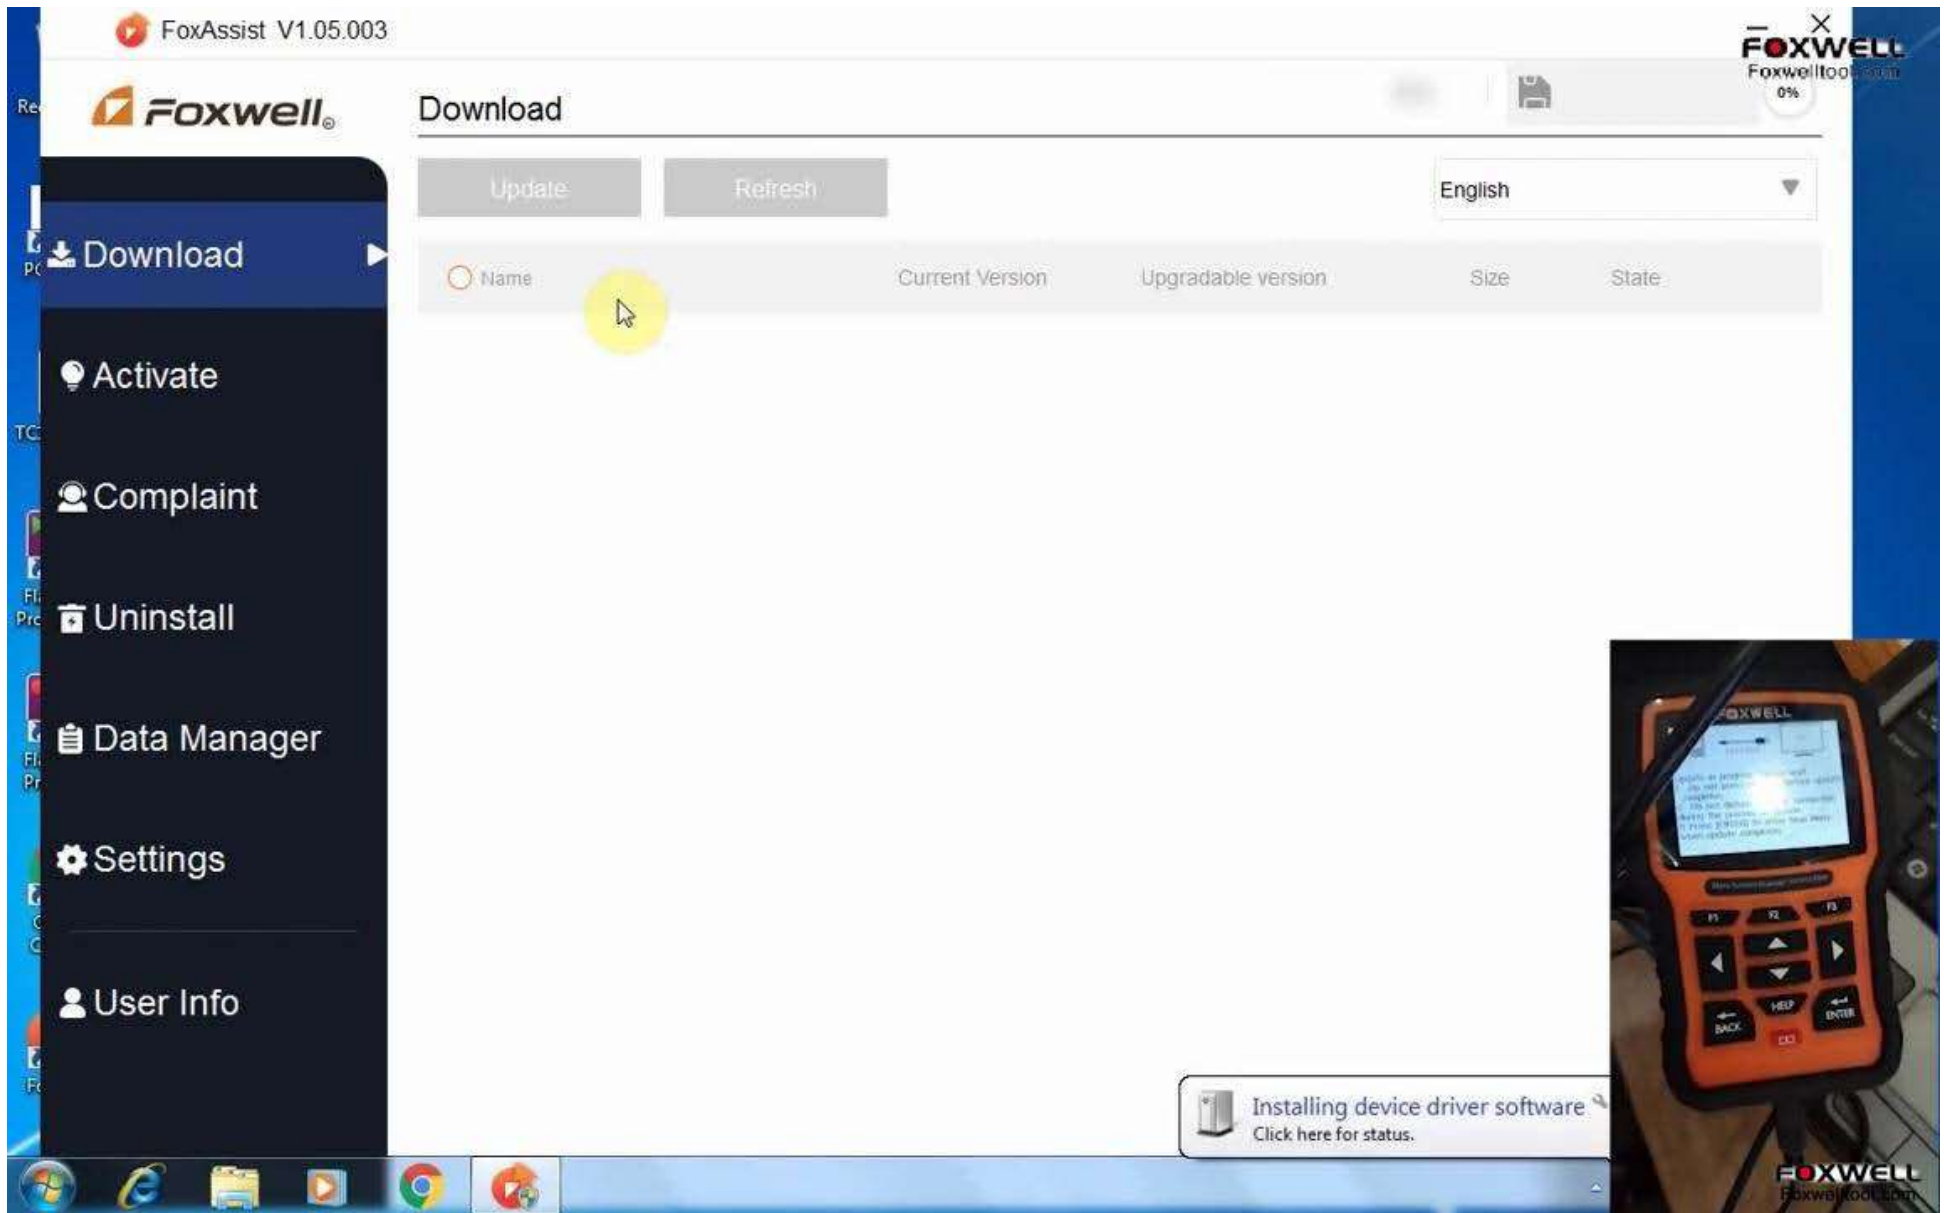 FoxAssist V1.05.003
FOXWELL
Foxwelltool.com
0%
Foxwell®
Download
Update
Refresh
English
Name
Current Version
Upgradable version
Size
State
Download
Activate
Complaint
Uninstall
Data Manager
Settings
User Info
Installing device driver software
Click here for status.
FOXWELL
F1
F2
F3
HELP
BACK
ENTER
FOXWELL
Foxwelltool.com